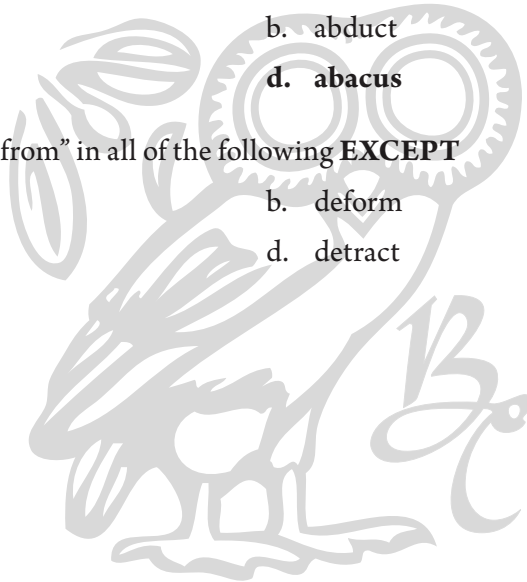 b. abduct
d. abacus
from” in all of the following EXCEPT
b. deform
d. detract